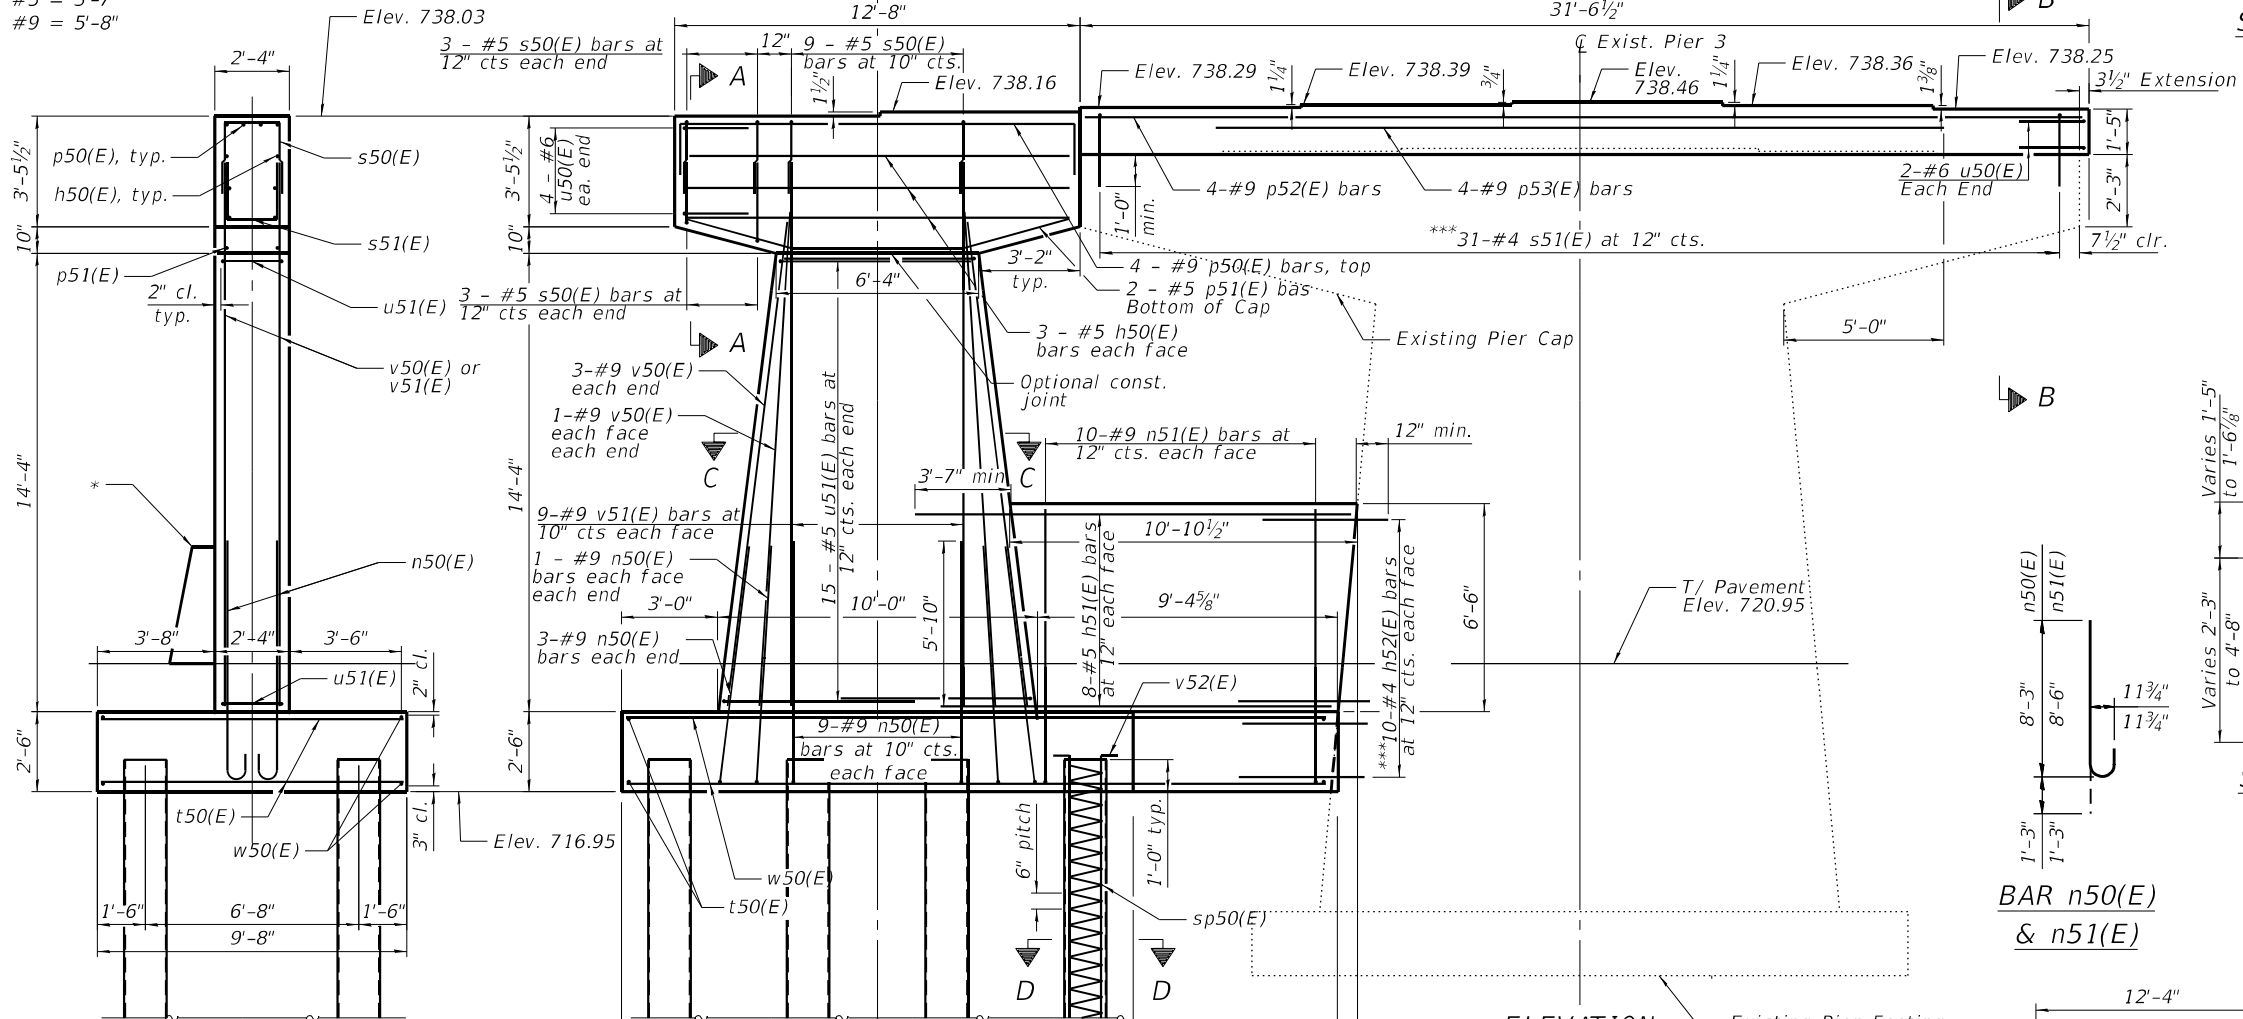 #9 = 5'-8"
Elev. 738.03
2'-4"
p50(E), typ.
h50(E), typ.
s50(E)
s51(E)
p51(E)
u51(E)
2" cl.
typ.
v50(E) or
v51(E)
3'-5½"
10"
14'-4"
2'-6"
*
n50(E)
3'-8"
2'-4"
3'-6"
u51(E)
2" cl.
3" cl.
t50(E)
w50(E)
Elev. 716.95
1'-6"
6'-8"
1'-6"
9'-8"
12'-8"
31'-6½"
B
3 - #5 s50(E) bars at
12" cts each end
12"
9 - #5 s50(E)
bars at 10" cts.
A
1½"
Elev. 738.16
Elev. 738.29
1¼"
Elev. 738.39
¾"
℄ Exist. Pier 3
Elev.
738.46
1¼"
Elev. 738.36
1⅜"
Elev. 738.25
3½" Extension
3'-5½"
4 - #6
u50(E)
ea. end
10"
14'-4"
2'-6"
4-#9 p52(E) bars
4-#9 p53(E) bars
2-#6 u50(E)
Each End
1'-5"
2'-3"
1'-0"
min.
***31-#4 s51(E) at 12" cts.
7½" clr.
3'-2"
typ.
4 - #9 p50(E) bars, top
2 - #5 p51(E) bas
Bottom of Cap
6'-4"
3 - #5 s50(E) bars at
12" cts each end
A
3 - #5 h50(E)
bars each face
Existing Pier Cap
5'-0"
Optional const.
joint
3-#9 v50(E)
each end
1-#9 v50(E)
each face
each end
15 - #5 u51(E) bars at
12" cts. each end
C
C
10-#9 n51(E) bars at
12" cts. each face
12" min.
B
3'-7" min
9-#9 v51(E) bars at
10" cts each face
10'-10½"
1 - #9 n50(E)
bars each face
each end
3'-0"
10'-0"
9'-4⅝"
5'-10"
8-#5 h51(E) bars
at 12" each face
***10-#4 h52(E) bars
at 12" cts. each face
6'-6"
T/ Pavement
Elev. 720.95
3-#9 n50(E)
bars each end
v52(E)
9-#9 n50(E)
bars at 10" cts.
each face
6" pitch
1'-0" typ.
w50(E)
t50(E)
sp50(E)
D
D
Varies 1'-5"
to 1'-6⅞"
Varies 2'-3"
to 4'-8"
n50(E)
n51(E)
8'-3"
8'-6"
11¾"
11¾"
1'-3"
1'-3"
BAR n50(E)
& n51(E)
12'-4"
ELEVATION
Existing Pier Footing